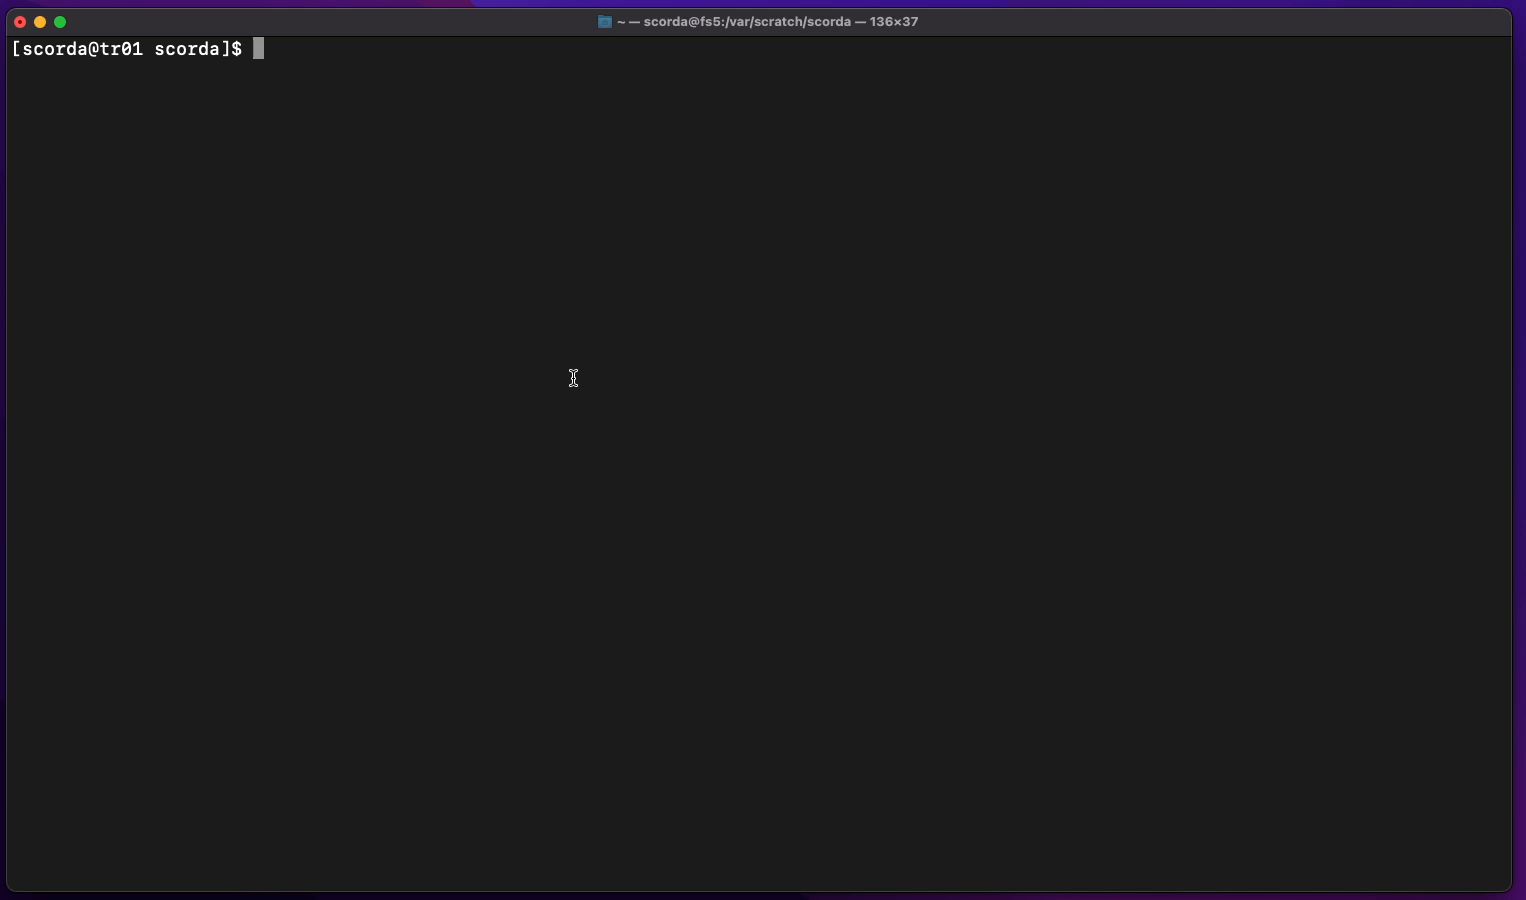 ~ — scorda@fs5:/var/scratch/scorda — 136×37
[scorda@tr01 scorda]$